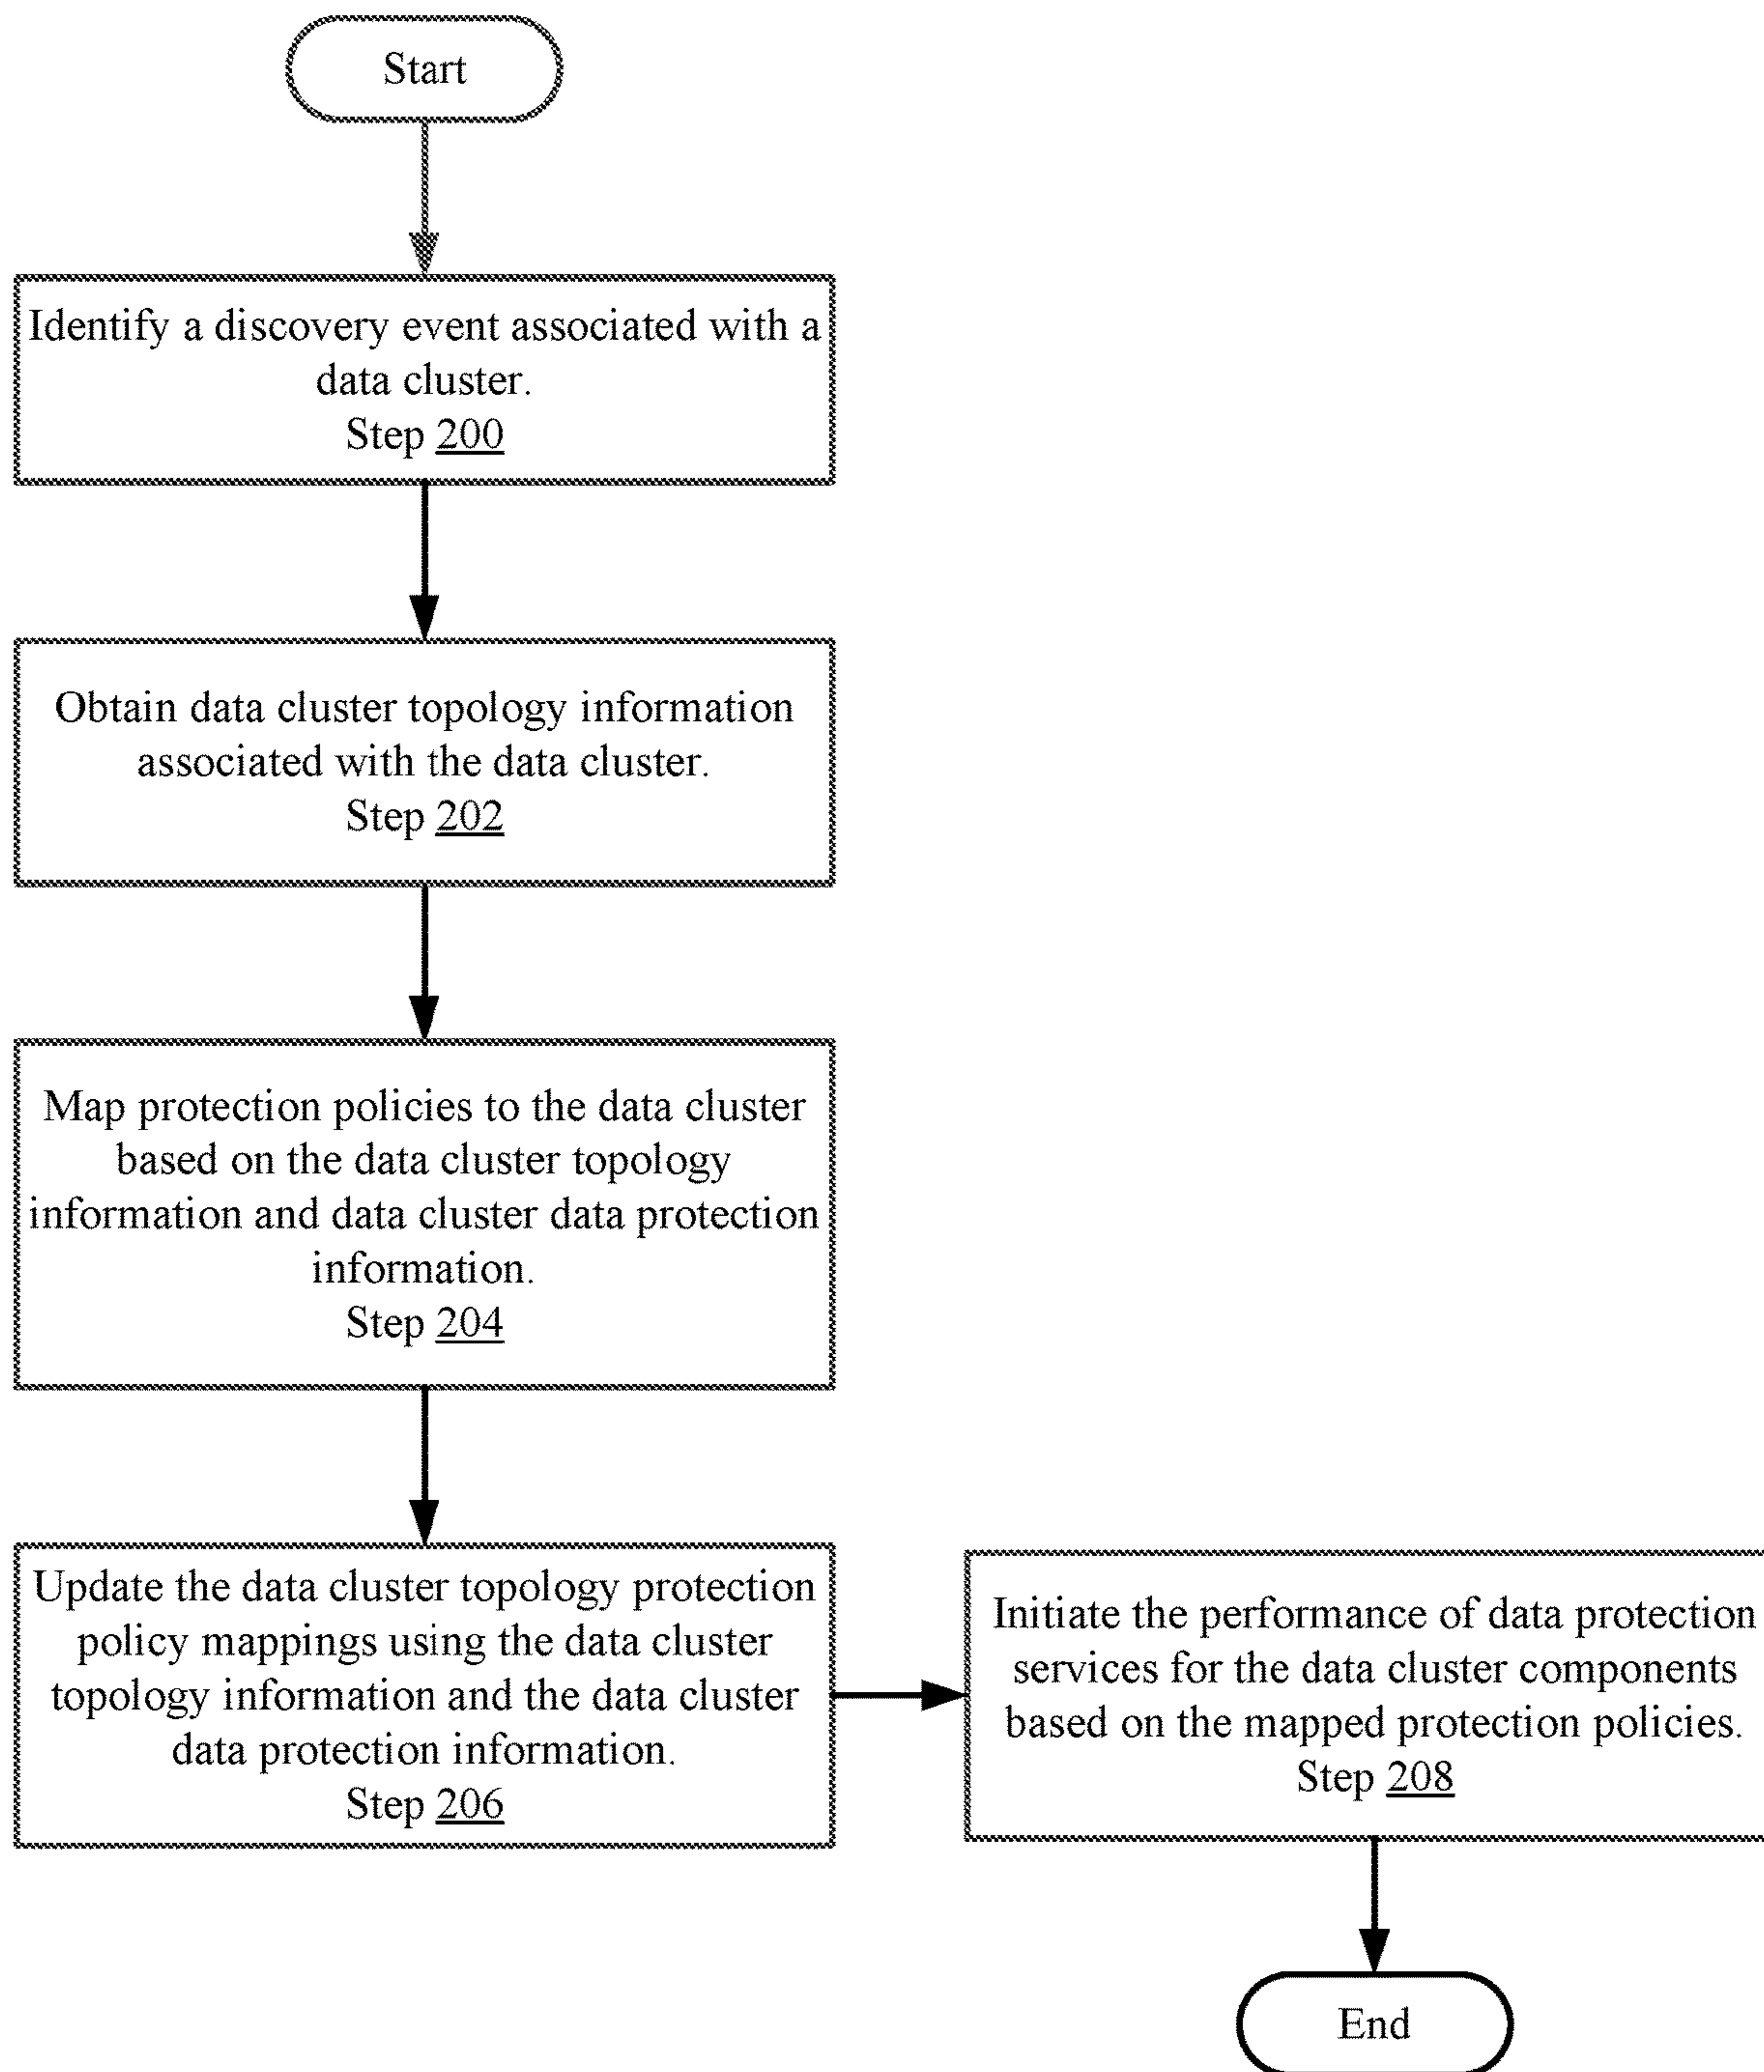 Start
Identify a discovery event associated with a
data cluster.
Step 200
Obtain data cluster topology information
associated with the data cluster.
Step 202
Map protection policies to the data cluster
based on the data cluster topology
information and data cluster data protection
information.
Step 204
Update the data cluster topology protection
policy mappings using the data cluster
topology information and the data cluster
data protection information.
Step 206
Initiate the performance of data protection
services for the data cluster components
based on the mapped protection policies.
Step 208
End